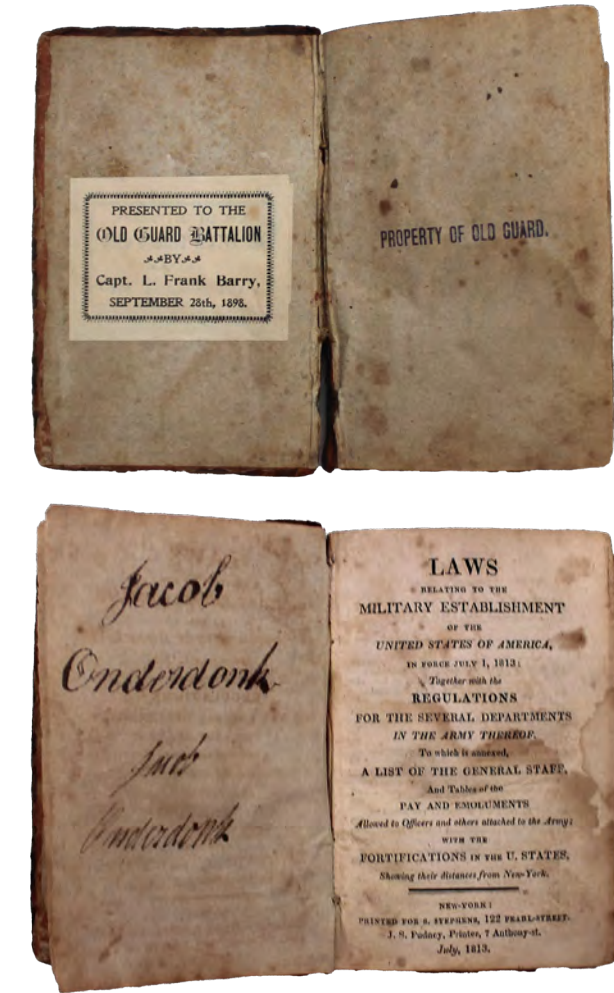 PRESENTED TO THE
OLD GUARD BATTALION
BY
Capt. L. Frank Barry,
SEPTEMBER 28th, 1898.
PROPERTY OF OLD GUARD.
Jacob
Onderdonk
Jacob
Onderdonk
LAWS
RELATING TO THE
MILITARY ESTABLISHMENT
OF THE
UNITED STATES OF AMERICA,
IN FORCE JULY 1, 1813;
Together with the
REGULATIONS
FOR THE SEVERAL DEPARTMENTS
IN THE ARMY THEREOF.
To which is annexed,
A LIST OF THE GENERAL STAFF,
And Tables of the
PAY AND EMOLUMENTS
Allowed to Officers and others attached to the Army;
WITH THE
FORTIFICATIONS IN THE U. STATES,
Showing their distances from New-York.
NEW-YORK:
PRINTED FOR S. STEPHENS, 122 PEARL-STREET.
J. S. Pudney, Printer, 7 Anthony-st.
July, 1813.